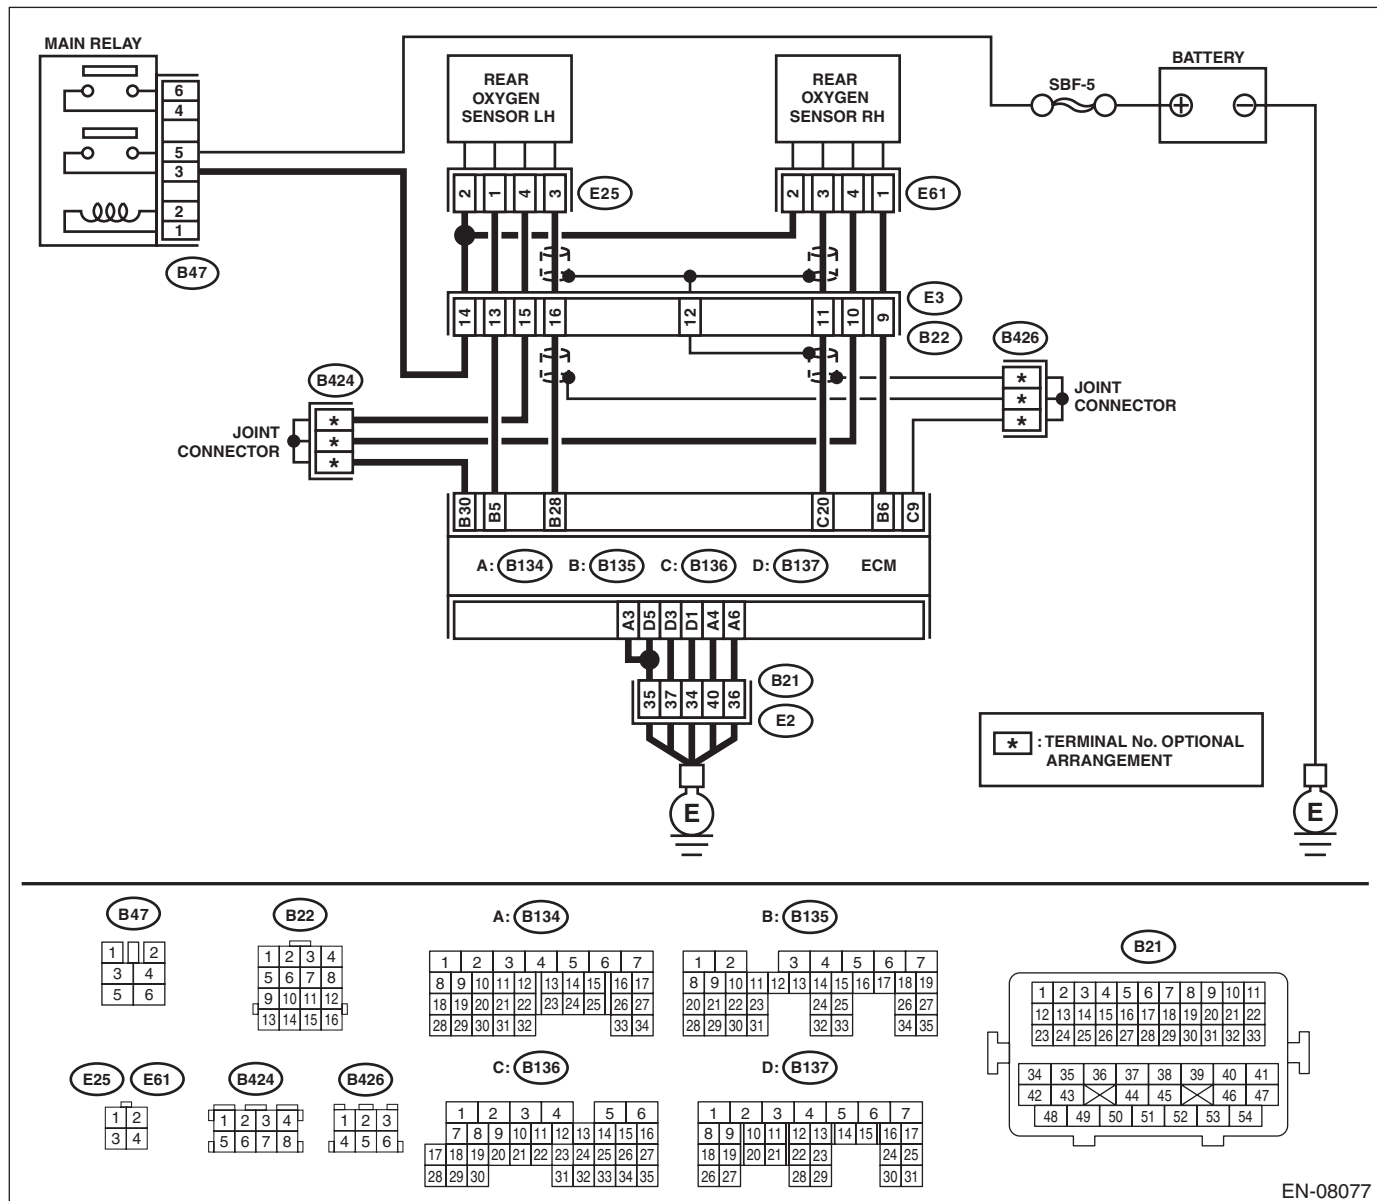 MAIN RELAY
6
4
5
3
2
1
B47
REAR
OXYGEN
SENSOR LH
2 1 4 3
E25
REAR
OXYGEN
SENSOR RH
2 3 4 1
E61
SBF-5
BATTERY
+ −
E3
14 13 15 16 12 11 10 9
B22
B426
*
*
*
JOINT
CONNECTOR
B424
*
*
*
JOINT
CONNECTOR
B30 B5 B28 C20 B6 C9
A: B134 B: B135 C: B136 D: B137 ECM
A3 D5 D3 D1 A4 A6
B21
35 37 34 40 36
E2
E
* : TERMINAL No. OPTIONAL
ARRANGEMENT
E
B47
1 2
3 4
5 6
B22
1 2 3 4
5 6 7 8
9 10 11 12
13 14 15 16
A: B134
1 2 3 4 5 6 7
8 9 10 11 12 13 14 15 16 17
18 19 20 21 22 23 24 25 26 27
28 29 30 31 32 33 34
B: B135
1 2 3 4 5 6 7
8 9 10 11 12 13 14 15 16 17 18 19
20 21 22 23 24 25 26 27
28 29 30 31 32 33 34 35
B21
1 2 3 4 5 6 7 8 9 10 11
12 13 14 15 16 17 18 19 20 21 22
23 24 25 26 27 28 29 30 31 32 33
34 35 36 37 38 39 40 41
42 43 44 45 46 47
48 49 50 51 52 53 54
E25 E61
1 2
3 4
B424
1 2 3 4
5 6 7 8
B426
1 2 3
4 5 6
C: B136
1 2 3 4 5 6
7 8 9 10 11 12 13 14 15 16
17 18 19 20 21 22 23 24 25 26 27
28 29 30 31 32 33 34 35
D: B137
1 2 3 4 5 6 7
8 9 10 11 12 13 14 15 16 17
18 19 20 21 22 23 24 25
26 27 28 29 30 31
EN-08077